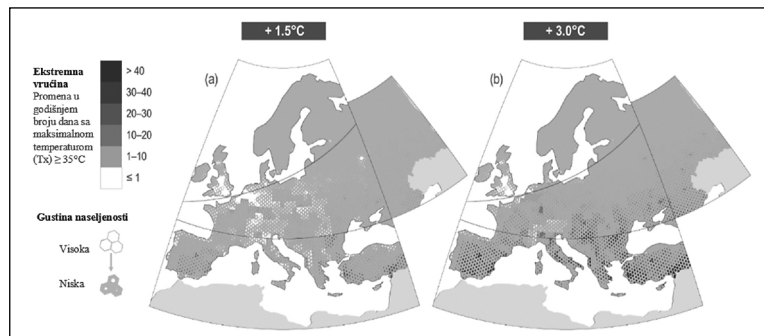 + 1.5°C
+ 3.0°C
Ekstremna
vrućina
Promena u
godišnjem
broju dana sa
maksimalnom
temperaturom
(Tx) ≥ 35°C
> 40
30–40
20–30
10–20
1–10
≤ 1
Gustina naseljenosti
Visoka
Niska
(a)
(b)